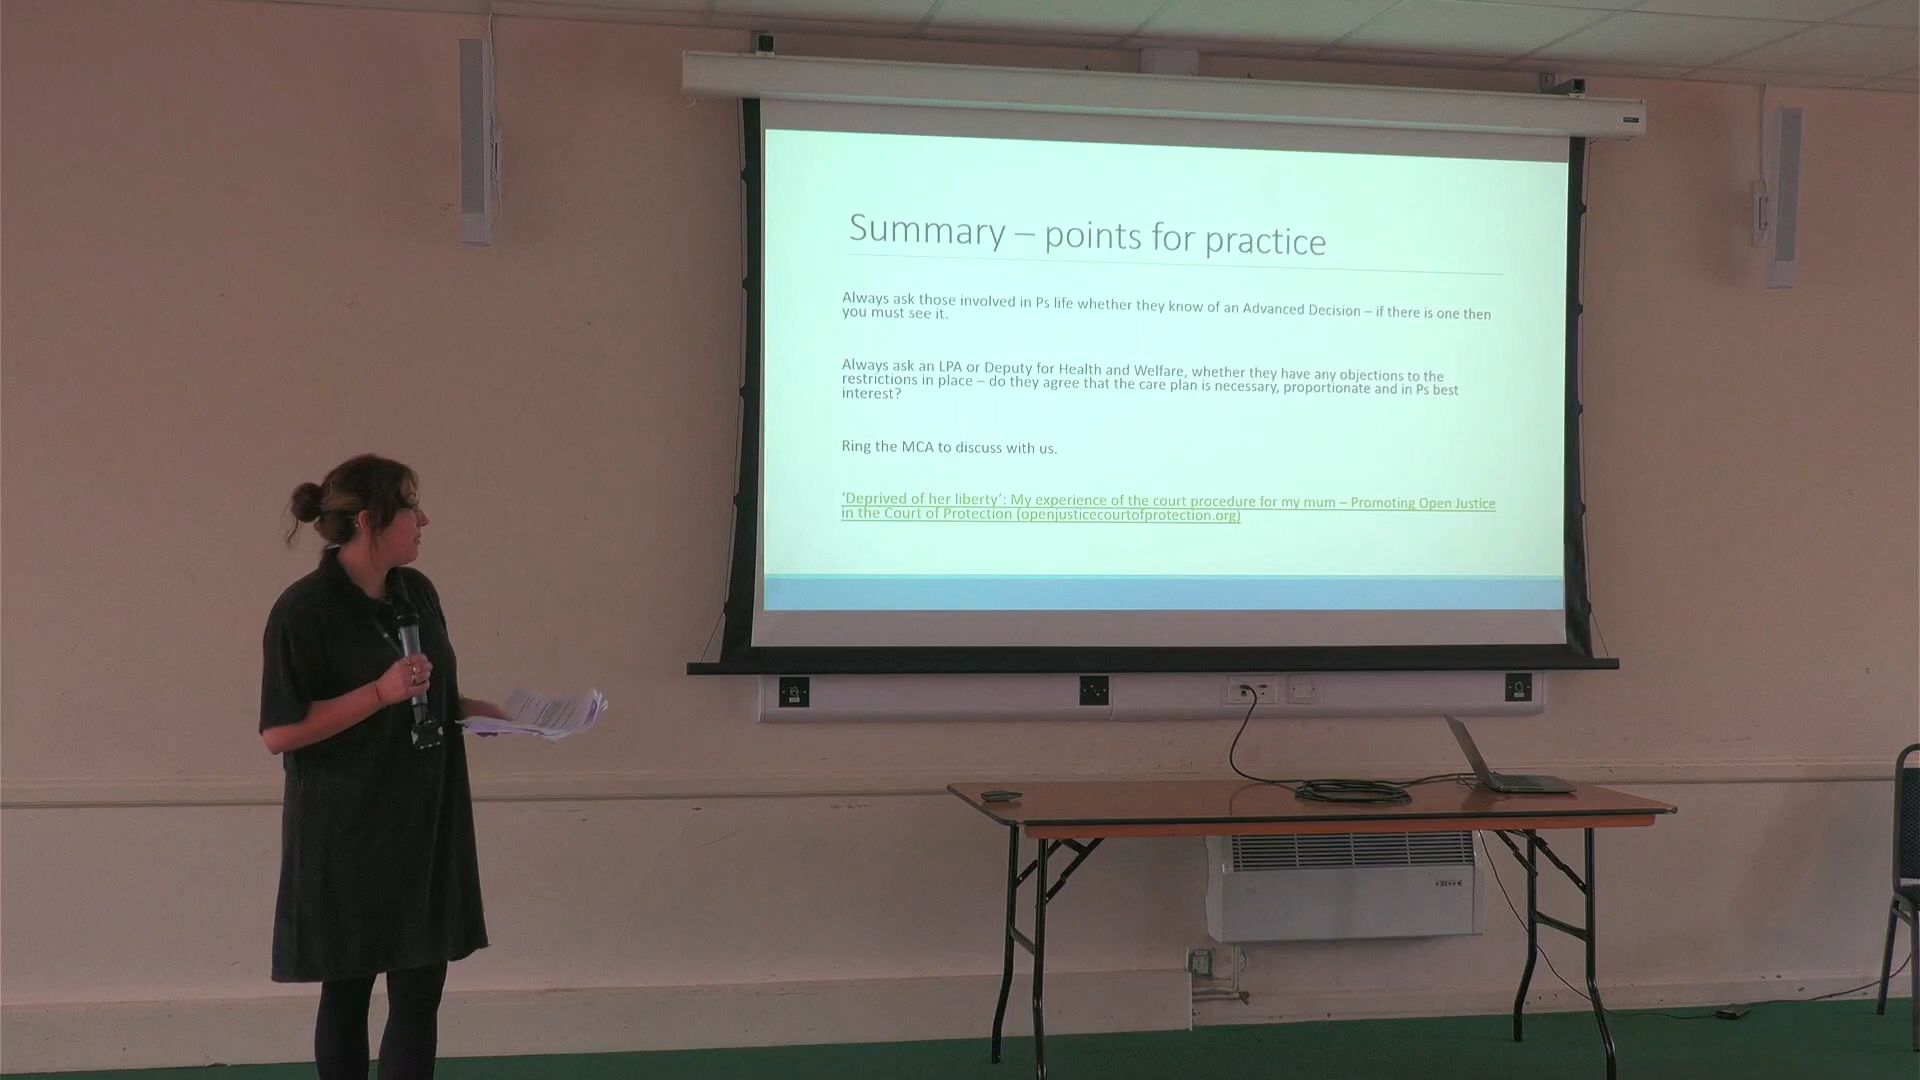 Summary – points for practice
Always ask those involved in Ps life whether they know of an Advanced Decision – if there is one then
you must see it.
Always ask an LPA or Deputy for Health and Welfare, whether they have any objections to the
restrictions in place – do they agree that the care plan is necessary, proportionate and in Ps best
interest?
Ring the MCA to discuss with us.
‘Deprived of her liberty’: My experience of the court procedure for my mum – Promoting Open Justice
in the Court of Protection (openjusticecourtofprotection.org)